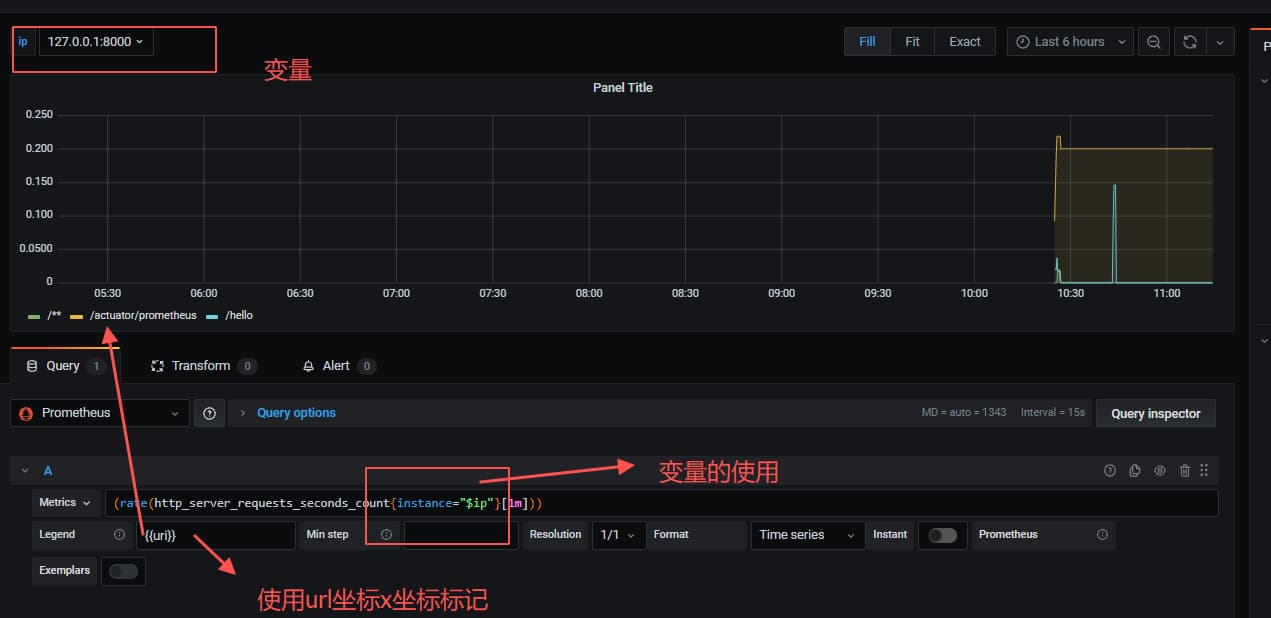 ip 127.0.0.1:8000 Fill Fit Exact Last 6 hours
变量
Panel Title
0.250
0.200
0.150
0.100
0.0500
0
05:30 06:00 06:30 07:00 07:30 08:00 08:30 09:00 09:30 10:00 10:30 11:00
/** /actuator/prometheus /hello
Query 1 Transform 0 Alert 0
Prometheus Query options MD = auto = 1343 Interval = 15s Query inspector
A
变量的使用
Metrics (rate(http_server_requests_seconds_count{instance="$ip"}[1m]))
Legend {{uri}} Min step Resolution 1/1 Format Time series Instant Prometheus
Exemplars
使用url坐标x坐标标记